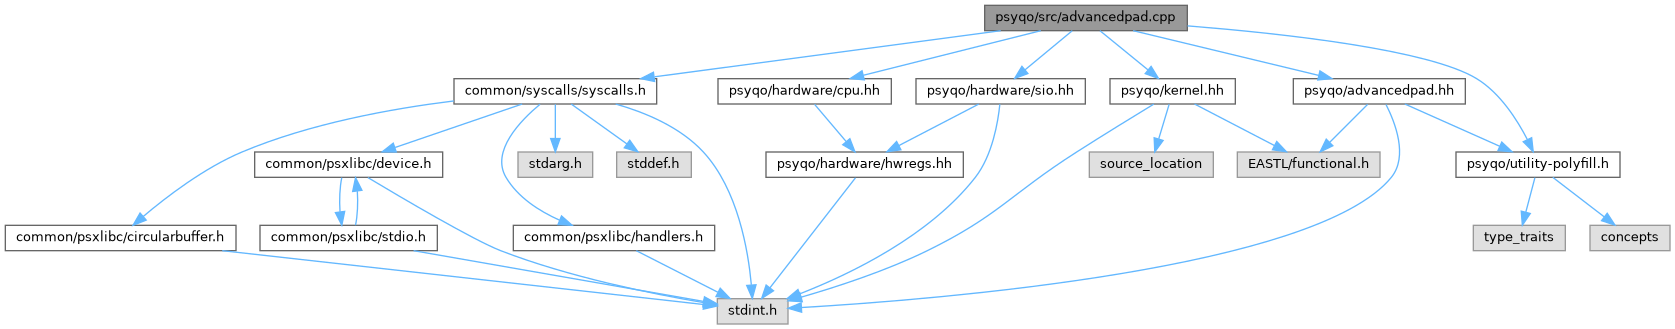 psyqo/src/advancedpad.cpp
common/syscalls/syscalls.h
psyqo/hardware/cpu.hh
psyqo/hardware/sio.hh
psyqo/kernel.hh
psyqo/advancedpad.hh
common/psxlibc/device.h
stdarg.h
stddef.h
psyqo/hardware/hwregs.hh
source_location
EASTL/functional.h
psyqo/utility-polyfill.h
common/psxlibc/circularbuffer.h
common/psxlibc/stdio.h
common/psxlibc/handlers.h
type_traits
concepts
stdint.h